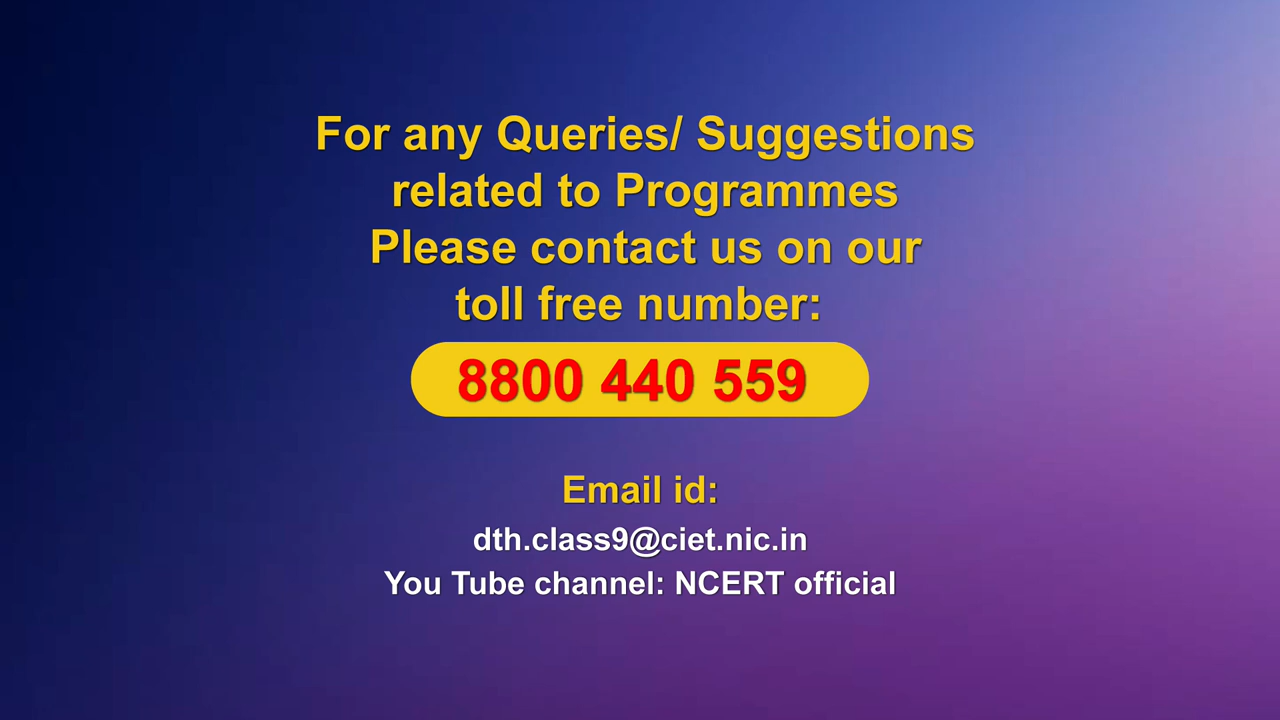 For any Queries/ Suggestions
related to Programmes
Please contact us on our
toll free number:
8800 440 559
Email id:
dth.class9@ciet.nic.in
You Tube channel: NCERT official